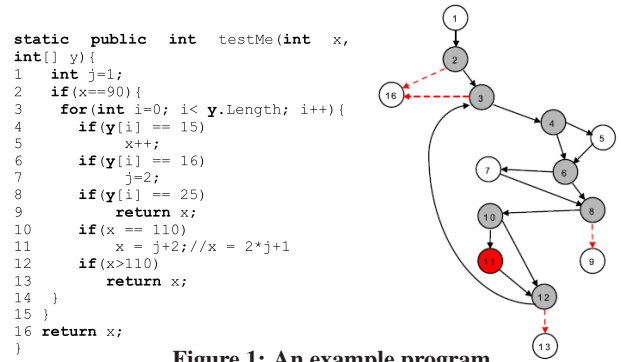 static public int testMe(int x,
int[] y){
1 int j=1;
2 if(x==90){
3 for(int i=0; i< y.Length; i++){
4 if(y[i] == 15)
5 x++;
6 if(y[i] == 16)
7 j=2;
8 if(y[i] == 25)
9 return x;
10 if(x == 110)
11 x = j+2;//x = 2*j+1
12 if(x>110)
13 return x;
14 }
15 }
16 return x;
}
1
2
16
3
4
5
7
6
10
8
11
9
12
13
Figure 1: An example program